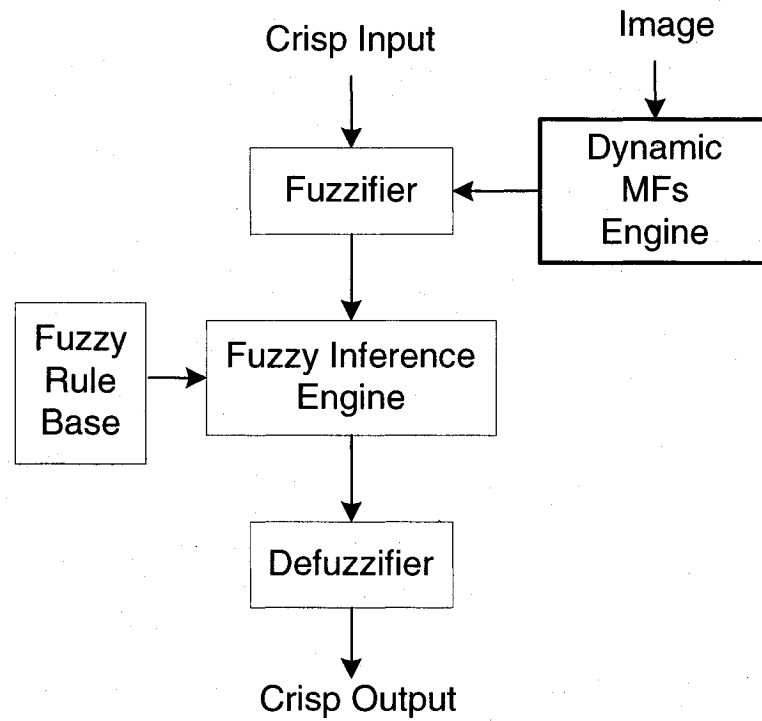 Crisp Input
Image
Fuzzifier
Dynamic
MFs
Engine
Fuzzy
Rule
Base
Fuzzy Inference
Engine
Defuzzifier
Crisp Output